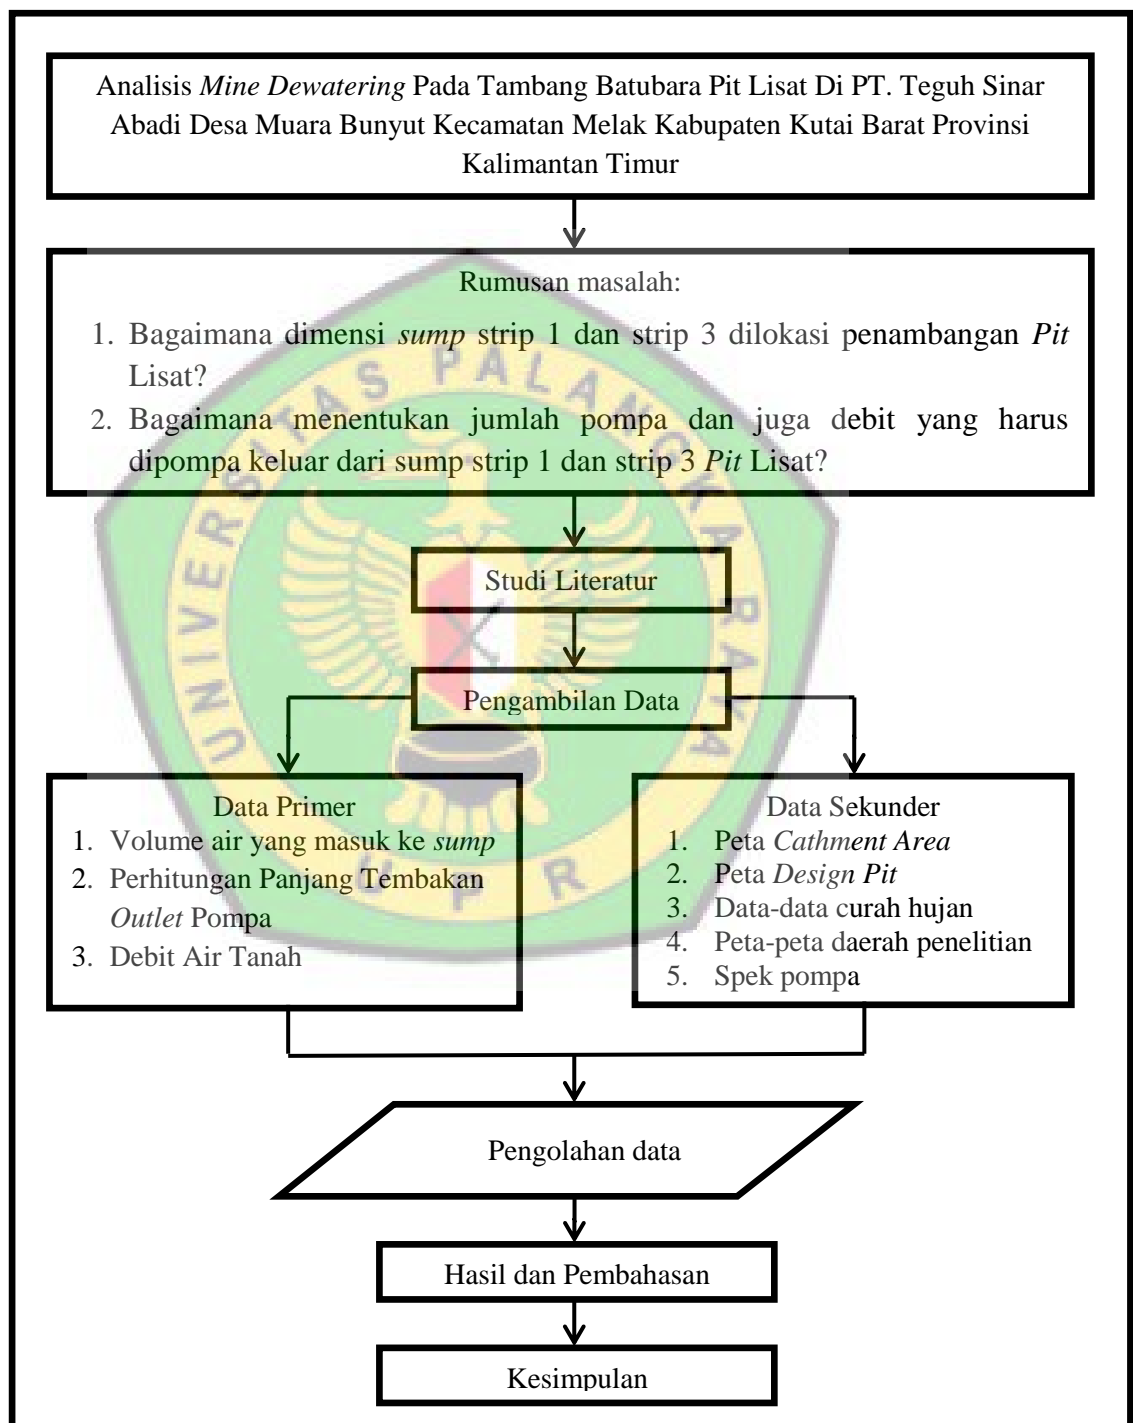 Analisis Mine Dewatering Pada Tambang Batubara Pit Lisat Di PT. Teguh Sinar
Abadi Desa Muara Bunyut Kecamatan Melak Kabupaten Kutai Barat Provinsi
Kalimantan Timur
Rumusan masalah:
1. Bagaimana dimensi sump strip 1 dan strip 3 dilokasi penambangan Pit
Lisat?
2. Bagaimana menentukan jumlah pompa dan juga debit yang harus
dipompa keluar dari sump strip 1 dan strip 3 Pit Lisat?
Studi Literatur
Pengambilan Data
Data Primer
1. Volume air yang masuk ke sump
2. Perhitungan Panjang Tembakan
Outlet Pompa
3. Debit Air Tanah
Data Sekunder
1. Peta Cathment Area
2. Peta Design Pit
3. Data-data curah hujan
4. Peta-peta daerah penelitian
5. Spek pompa
Pengolahan data
Hasil dan Pembahasan
Kesimpulan
UNIVERSITAS PALANGKA RAYA
UPR